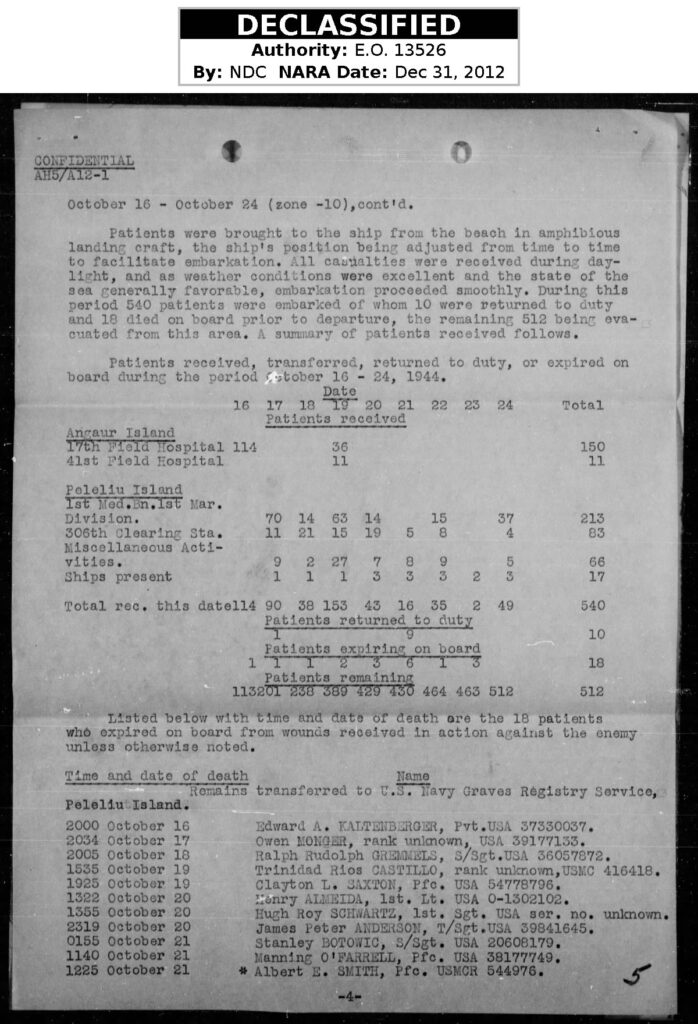 DECLASSIFIED
Authority: E.O. 13526
By: NDC NARA Date: Dec 31, 2012
CONFIDENTIAL
AH5/A12-1
October 16 - October 24 (zone -10),cont'd.
Patients were brought to the ship from the beach in amphibious
landing craft, the ship's position being adjusted from time to time
to facilitate embarkation. All casualties were received during day-
light, and as weather conditions were excellent and the state of the
sea generally favorable, embarkation proceeded smoothly. During this
period 540 patients were embarked of whom 10 were returned to duty
and 18 died on board prior to departure, the remaining 512 being eva-
cuated from this area. A summary of patients received follows.
Patients received, transferred, returned to duty, or expired on
board during the period October 16 - 24, 1944.
Date
16 17 18 19 20 21 22 23 24 Total
Patients received
Angaur Island
17th Field Hospital 114 36 150
41st Field Hospital 11 11
Peleliu Island
1st Med.Bn.1st Mar.
Division. 70 14 63 14 15 37 213
306th Clearing Sta. 11 21 15 19 5 8 4 83
Miscellaneous Acti-
vities. 9 2 27 7 8 9 5 66
Ships present 1 1 1 3 3 3 2 3 17
Total rec. this date114 90 38 153 43 16 35 2 49 540
Patients returned to duty
1 9 10
Patients expiring on board
1 1 1 2 3 6 1 3 18
Patients remaining
113201 238 389 429 430 464 463 512 512
Listed below with time and date of death are the 18 patients
who expired on board from wounds received in action against the enemy
unless otherwise noted.
Time and date of death Name
Remains transferred to U.S. Navy Graves Registry Service,
Peleliu Island.
2000 October 16 Edward A. KALTENBERGER, Pvt.USA 37330037.
2034 October 17 Owen MONGER, rank unknown, USA 39177133.
2005 October 18 Ralph Rudolph GREMMELS, S/Sgt.USA 36057872.
1535 October 19 Trinidad Rios CASTILLO, rank unknown,USMC 416418.
1925 October 19 Clayton L. SAXTON, Pfc. USA 54778796.
1322 October 20 Henry ALMEIDA, 1st. Lt. USA O-1302102.
1355 October 20 Hugh Roy SCHWARTZ, 1st. Sgt. USA ser. no. unknown.
2319 October 20 James Peter ANDERSON, T/Sgt.USA 39841645.
0155 October 21 Stanley BOTOWIC, S/Sgt. USA 20608179.
1140 October 21 Manning O'FARRELL, Pfc. USA 38177749.
1225 October 21 * Albert E. SMITH, Pfc. USMCR 544976.
5
-4-